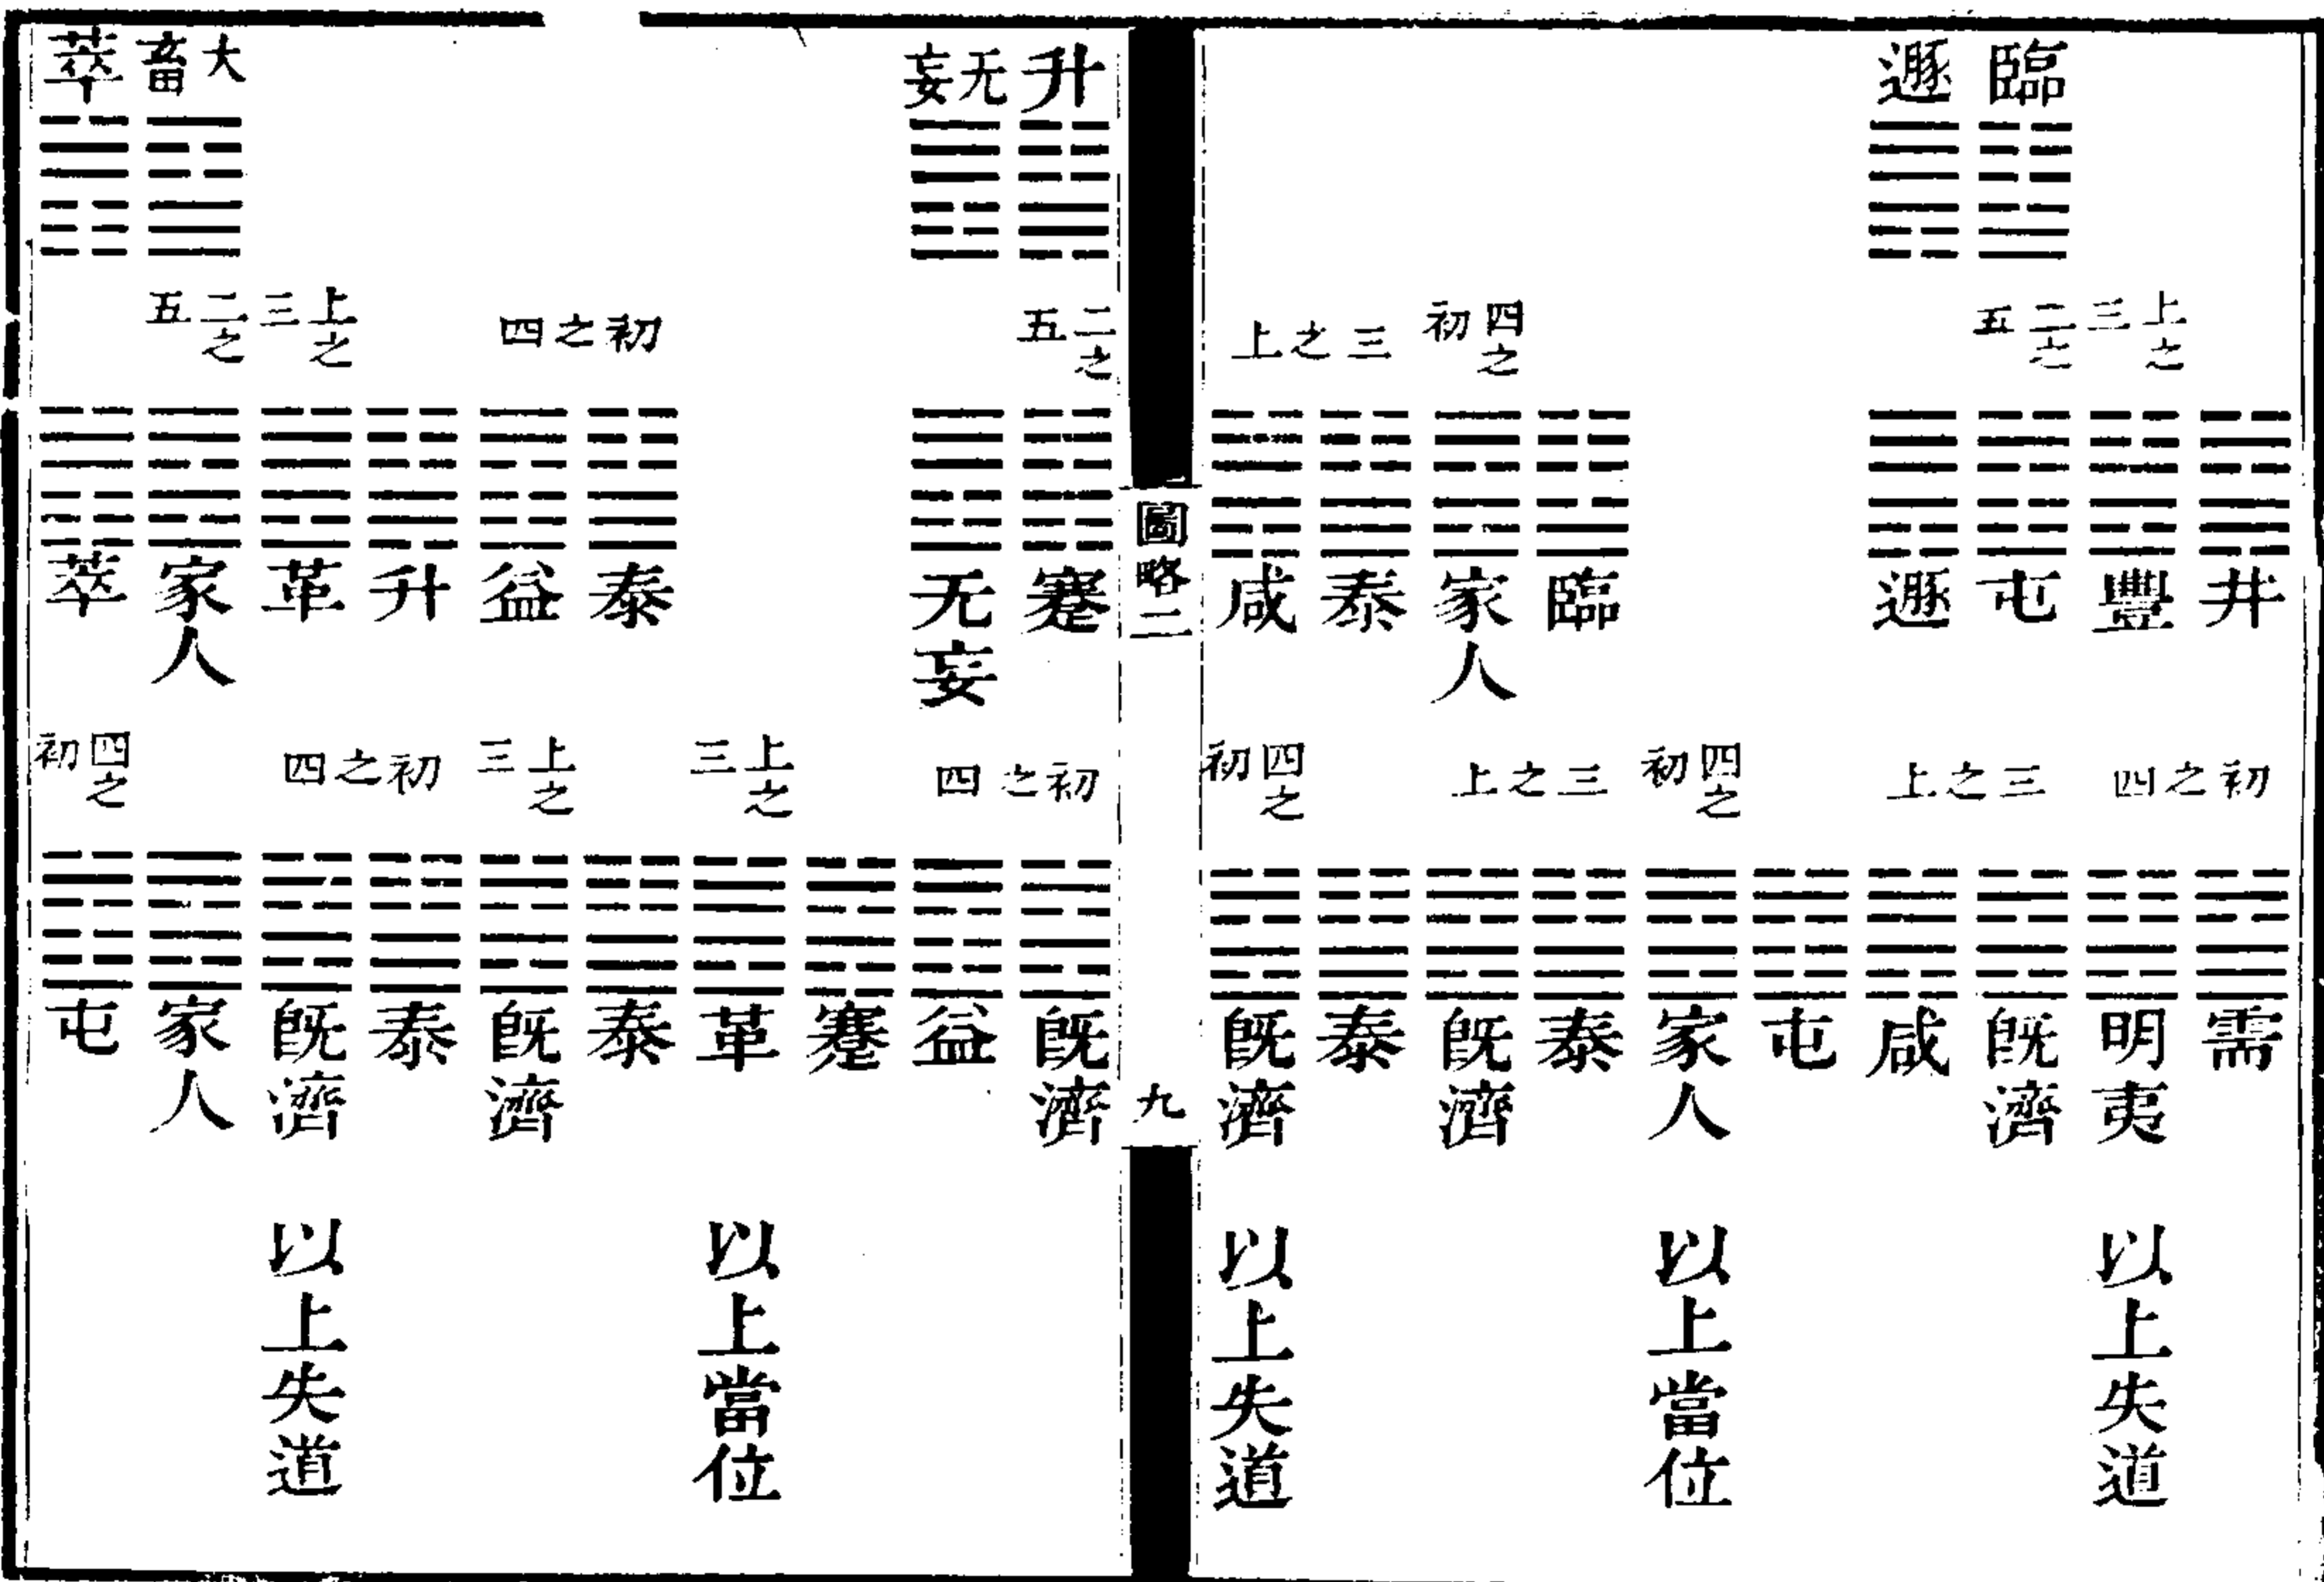 臨 遯
上之三 二之五 四之初 三之上
井 豐 屯 遯 臨 家人 泰 咸
初之四 三之上 四之初 三之上 四之初
需 明夷 既濟 咸 屯 家人 泰 既濟 泰 既濟
以上失道 以上當位 以上失道
圖略二 九
升 无妄 大畜 萃
二之五 初之四 上之三 二之五
蹇 无妄 泰 益 升 革 家人 萃
初之四 上之三 上之三 初之四 四之初
既濟 益 蹇 革 泰 既濟 泰 既濟 家人 屯
以上當位 以上失道